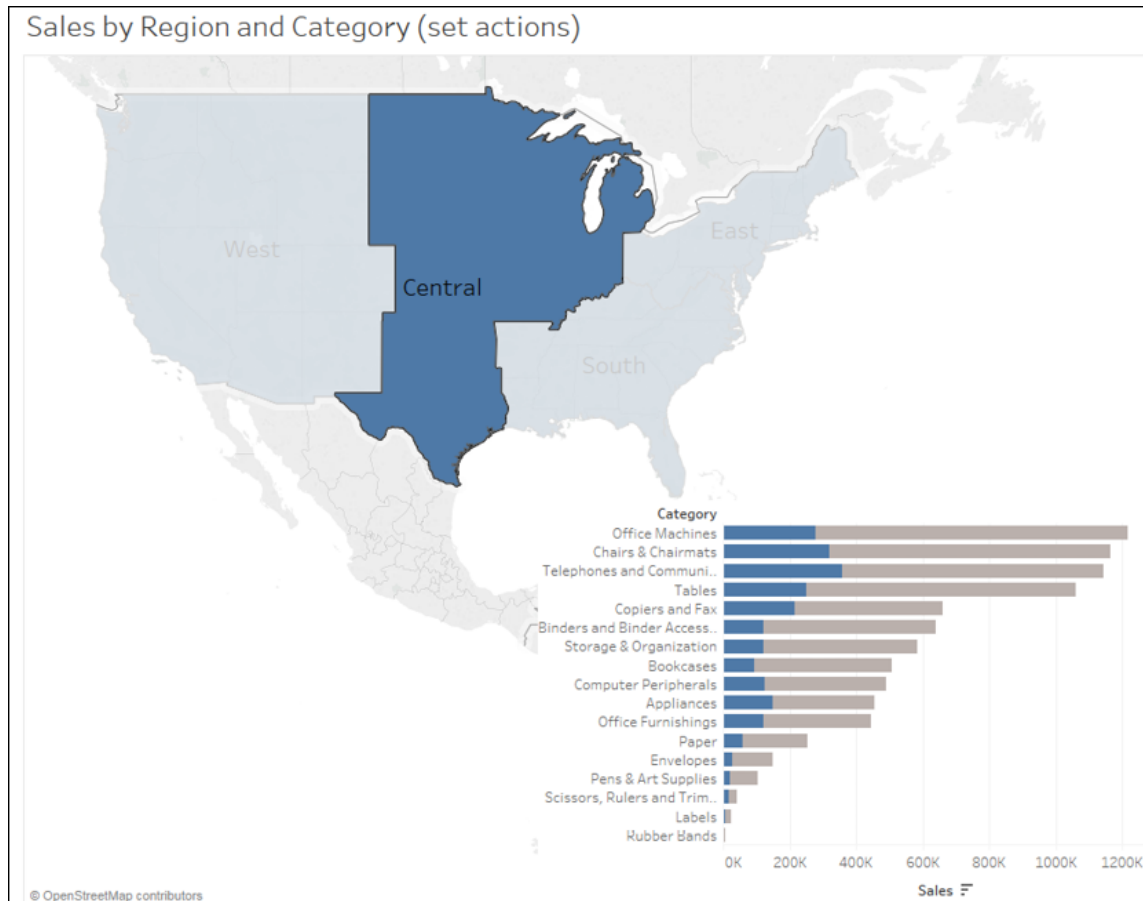 Sales by Region and Category (set actions)
West
East
Central
South
Category
Office Machines
Chairs & Chairmats
Telephones and Communi..
Tables
Copiers and Fax
Binders and Binder Access..
Storage & Organization
Bookcases
Computer Peripherals
Appliances
Office Furnishings
Paper
Envelopes
Pens & Art Supplies
Scissors, Rulers and Trim..
Labels
Rubber Bands
0K 200K 400K 600K 800K 1000K 1200K
Sales
© OpenStreetMap contributors